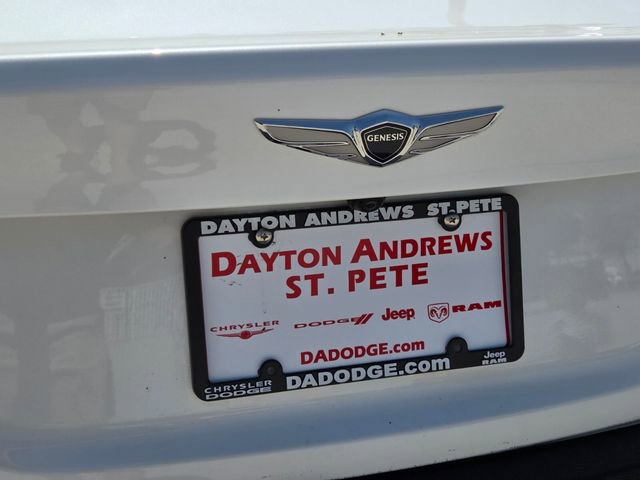 GENESIS
DAYTON ANDREWS ST. PETE
DAYTON ANDREWS
ST. PETE
CHRYSLER DODGE Jeep RAM
DADODGE.com
CHRYSLER
DODGE
DADODGE.com
Jeep
RAM